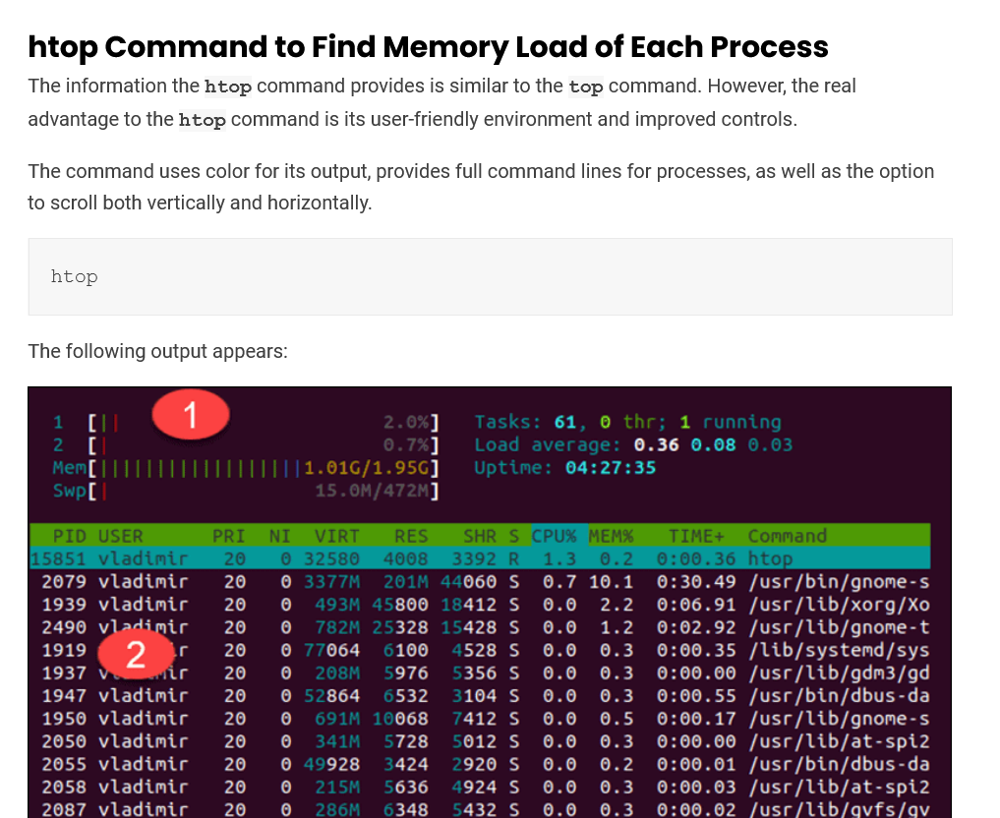 htop Command to Find Memory Load of Each Process
The information the htop command provides is similar to the top command. However, the real
advantage to the htop command is its user-friendly environment and improved controls.
The command uses color for its output, provides full command lines for processes, as well as the option
to scroll both vertically and horizontally.
htop
The following output appears:
1
1 [||| 2.0%] Tasks: 61, 0 thr; 1 running
2 [| 0.7%] Load average: 0.36 0.08 0.03
Mem[||||||||||||||||||1.01G/1.95G] Uptime: 04:27:35
Swp[| 15.0M/472M]
PID USER PRI NI VIRT RES SHR S CPU% MEM% TIME+ Command
15851 vladimir 20 0 32580 4008 3392 R 1.3 0.2 0:00.36 htop
2079 vladimir 20 0 3377M 201M 44060 S 0.7 10.1 0:30.49 /usr/bin/gnome-s
1939 vladimir 20 0 493M 45800 18412 S 0.0 2.2 0:06.91 /usr/lib/xorg/Xo
2490 vladimir 20 0 782M 25328 15428 S 0.0 1.2 0:02.92 /usr/lib/gnome-t
2
1919 r 20 0 77064 6100 4528 S 0.0 0.3 0:00.35 /lib/systemd/sys
1937 vladimir 20 0 208M 5976 5356 S 0.0 0.3 0:00.00 /usr/lib/gdm3/gd
1947 vladimir 20 0 52864 6532 3104 S 0.0 0.3 0:00.55 /usr/bin/dbus-da
1950 vladimir 20 0 691M 10068 7412 S 0.0 0.5 0:00.17 /usr/lib/gnome-s
2050 vladimir 20 0 341M 5728 5012 S 0.0 0.3 0:00.00 /usr/lib/at-spi2
2055 vladimir 20 0 49928 3424 2920 S 0.0 0.2 0:00.01 /usr/bin/dbus-da
2058 vladimir 20 0 215M 5636 4924 S 0.0 0.3 0:00.03 /usr/lib/at-spi2
2087 vladimir 20 0 286M 6348 5432 S 0.0 0.3 0:00.02 /usr/lib/gvfs/gv